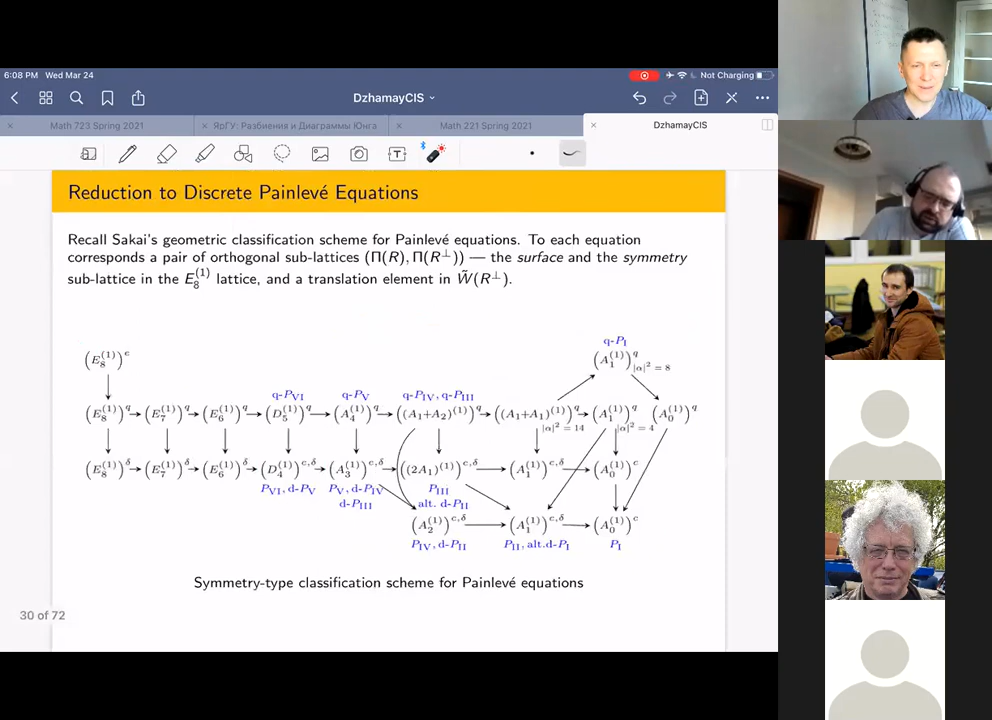 6:08 PM Wed Mar 24
Not Charging
DzhamayCIS
Math 723 Spring 2021
ЯрГУ: Разбиения и Диаграммы Юнга
Math 221 Spring 2021
DzhamayCIS
Reduction to Discrete Painlevé Equations
Recall Sakai's geometric classification scheme for Painlevé equations. To each equation
corresponds a pair of orthogonal sub-lattices (Π(R), Π(R^⊥)) — the surface and the symmetry
sub-lattice in the E_8^(1) lattice, and a translation element in W̃(R^⊥).
q-P_I
(E_8^(1))^e (A_1^(1))^q |α|^2 = 8
q-P_VI q-P_V q-P_IV, q-P_III
(E_8^(1))^q → (E_7^(1))^q → (E_6^(1))^q → (D_5^(1))^q → (A_4^(1))^q → ((A_1+A_2)^(1))^q → ((A_1+A_1)^(1))^q |α|^2 = 14 → (A_1^(1))^q |α|^2 = 4 (A_0^(1))^q
(E_8^(1))^δ → (E_7^(1))^δ → (E_6^(1))^δ → (D_4^(1))^c,δ → (A_3^(1))^c,δ → ((2A_1)^(1))^c,δ → (A_1^(1))^c,δ → (A_0^(1))^c
P_VI, d-P_V P_V, d-P_IV P_III
d-P_III alt. d-P_II
(A_2^(1))^c,δ → (A_1^(1))^c,δ → (A_0^(1))^c
P_IV, d-P_II P_II, alt.d-P_I P_I
Symmetry-type classification scheme for Painlevé equations
30 of 72